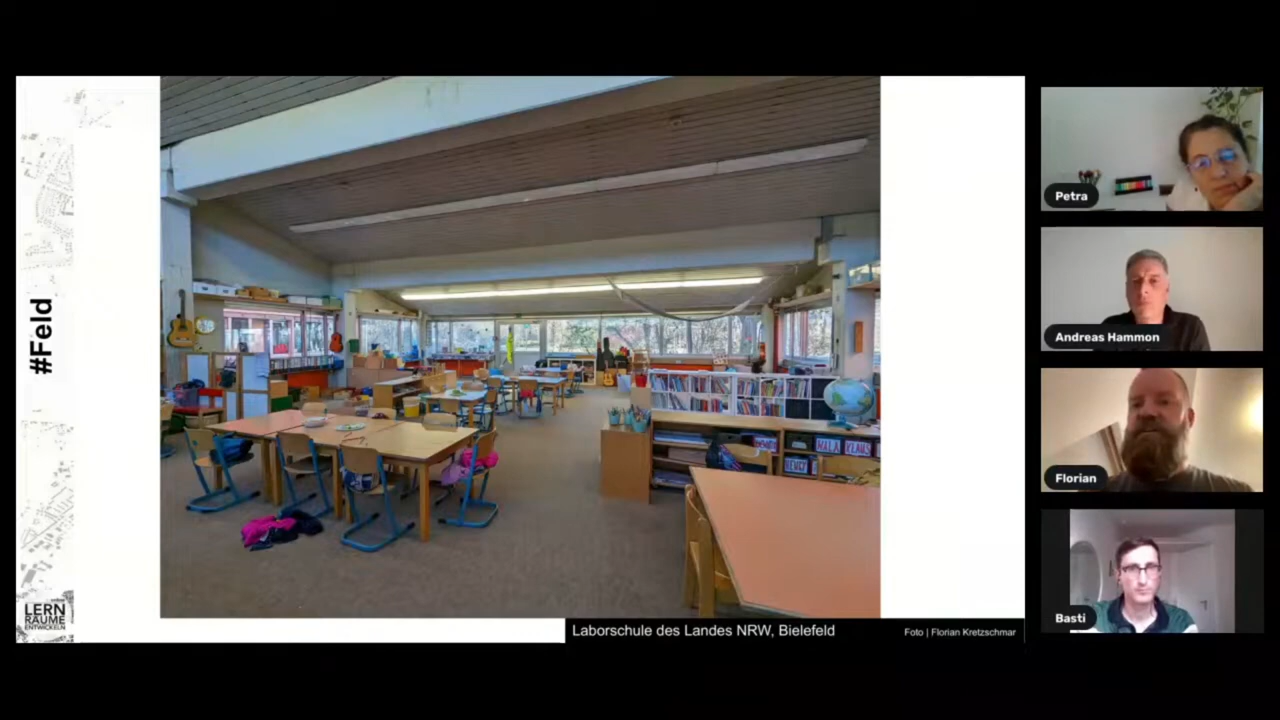 #Feld
LERN
RÄUME
ENTWICKELN
Laborschule des Landes NRW, Bielefeld
Foto | Florian Kretzschmar
Petra
Andreas Hammon
Florian
Basti